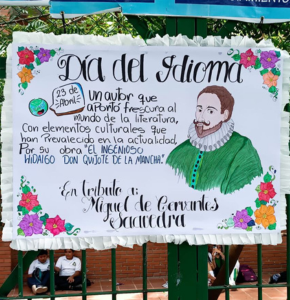 Día del Idioma
23 de
Abril
Un autor que
aportó frescura al
mundo de la literatura,
con elementos culturales que
han prevalecido en la actualidad
Por su obra "EL INGENIOSO
HIDALGO DON QUIJOTE DE LA MANCHA."
En tributo a:
Miguel de Cervantes
Saavedra